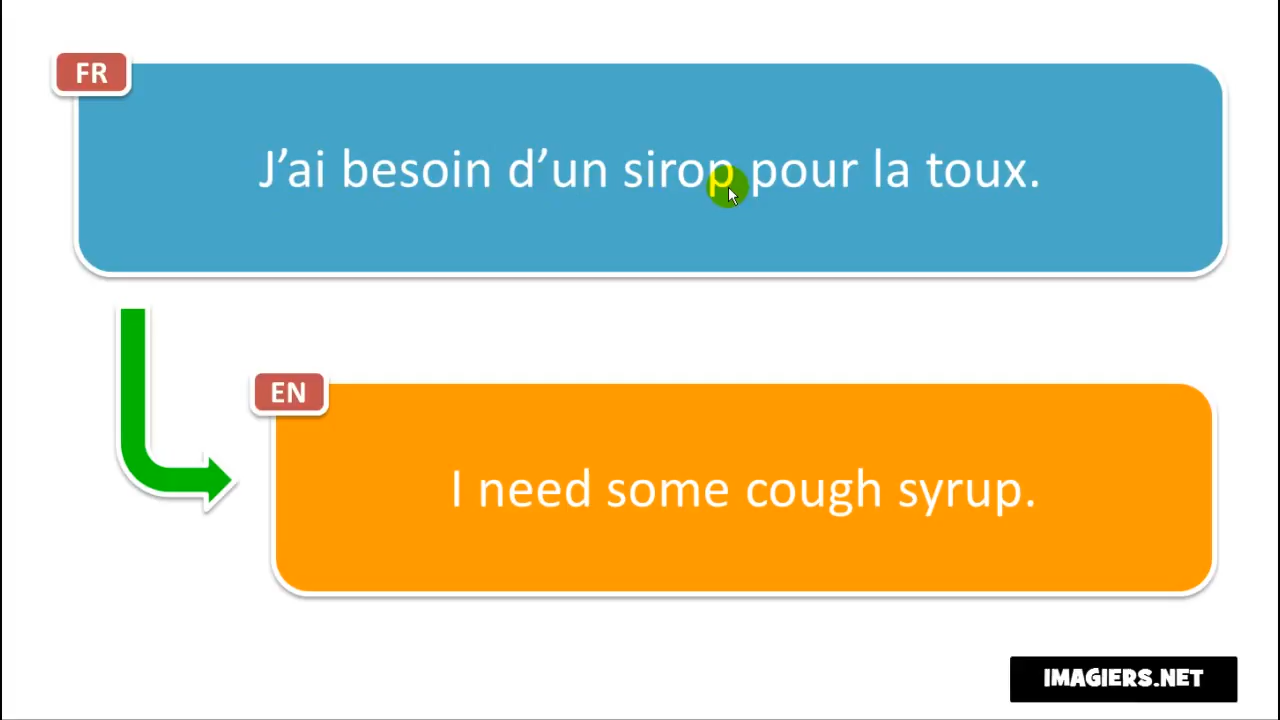 FR
J’ai besoin d’un sirop pour la toux.
EN
I need some cough syrup.
IMAGIERS.NET